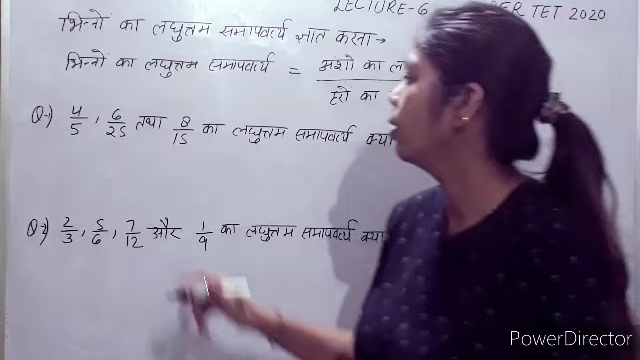 LECTURE-6 TET 2020
भिन्नों का लघुत्तम समापवर्त्य ज्ञात करना →
भिन्नों का लघुत्तम समापवर्त्य = अंशो का ल
हरों का
Q-1) 4/5 , 6/25 तथा 8/15 का लघुत्तम समापवर्त्य क्या
Q-2) 2/3 , 5/6 , 7/12 और 1/9 का लघुत्तम समापवर्त्य क्या
PowerDirector